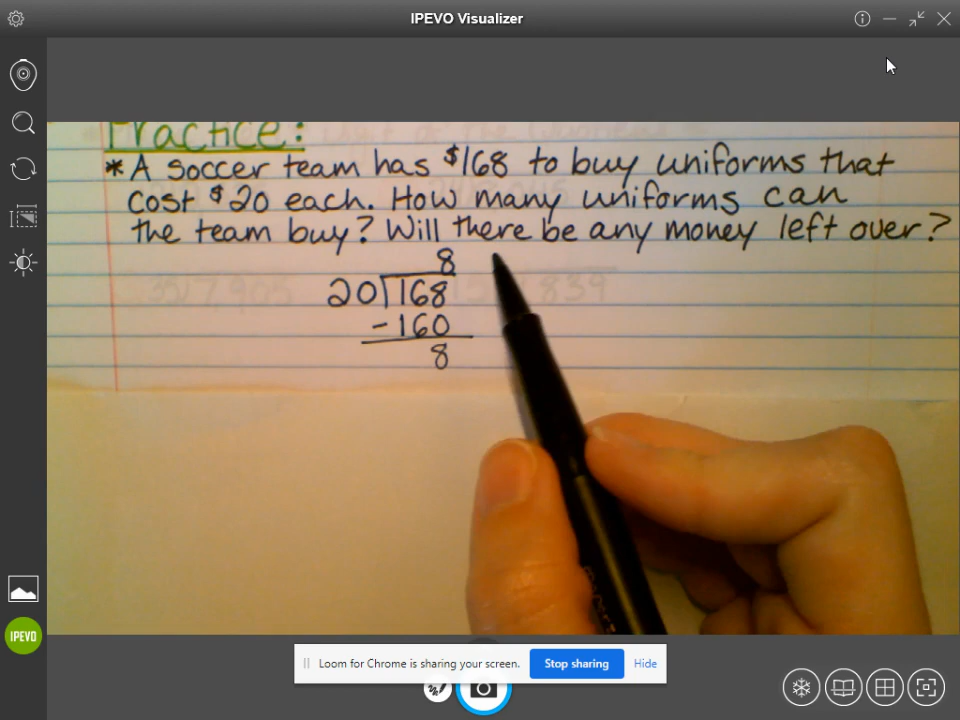 IPEVO Visualizer
Practice:
* A soccer team has $168 to buy uniforms that
cost $20 each. How many uniforms can
the team buy? Will there be any money left over?
8
20)168
-160
8
IPEVO
Loom for Chrome is sharing your screen. Stop sharing Hide